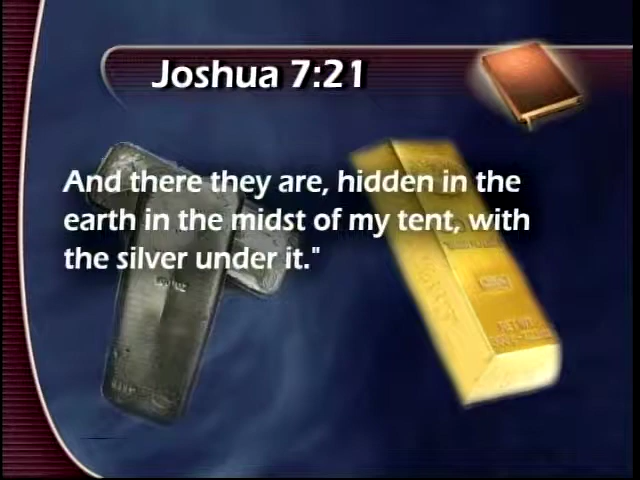 Joshua 7:21
And there they are, hidden in the
earth in the midst of my tent, with
the silver under it."